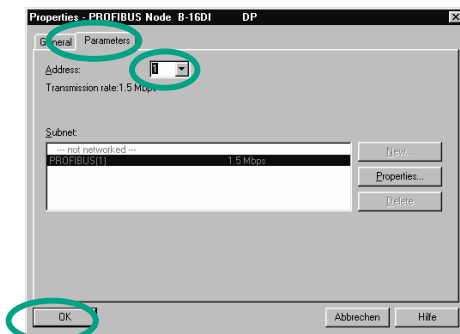 Properties - PROFIBUS Node B-16DI DP
General Parameters
Address: 1
Transmission rate:1.5 Mbps
Subnet:
--- not networked ---
PROFIBUS(1) 1.5 Mbps
New...
Properties...
Delete
OK Abbrechen Hilfe